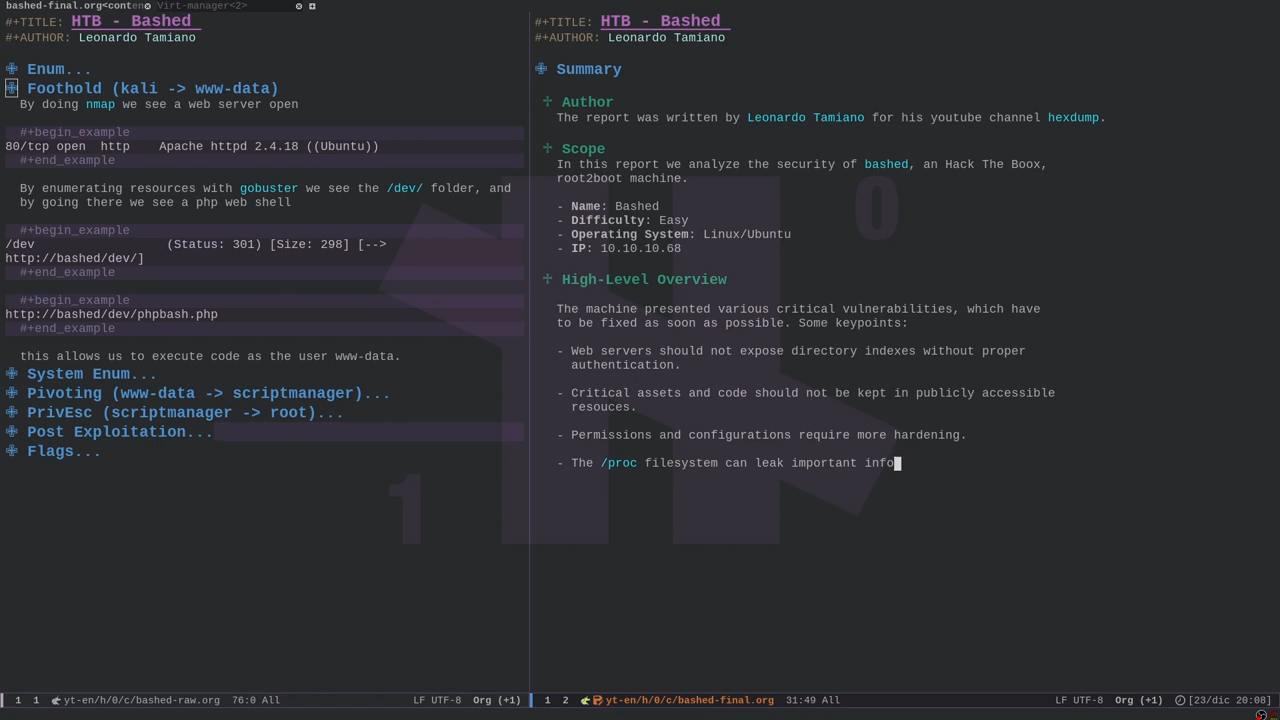 bashed-final.org<conten
Virt-manager<2>
#+TITLE: HTB - Bashed
#+AUTHOR: Leonardo Tamiano
Enum...
Foothold (kali -> www-data)
By doing nmap we see a web server open
#+begin_example
80/tcp open  http    Apache httpd 2.4.18 ((Ubuntu))
#+end_example
By enumerating resources with gobuster we see the /dev/ folder, and
by going there we see a php web shell
#+begin_example
/dev                  (Status: 301) [Size: 298] [-->
http://bashed/dev/]
#+end_example
#+begin_example
http://bashed/dev/phpbash.php
#+end_example
this allows us to execute code as the user www-data.
System Enum...
Pivoting (www-data -> scriptmanager)...
PrivEsc (scriptmanager -> root)...
Post Exploitation...
Flags...
1 1 yt-en/h/0/c/bashed-raw.org 76:0 All LF UTF-8 Org (+1)
#+TITLE: HTB - Bashed
#+AUTHOR: Leonardo Tamiano
Summary
Author
The report was written by Leonardo Tamiano for his youtube channel hexdump.
Scope
In this report we analyze the security of bashed, an Hack The Boox,
root2boot machine.
- Name: Bashed
- Difficulty: Easy
- Operating System: Linux/Ubuntu
- IP: 10.10.10.68
High-Level Overview
The machine presented various critical vulnerabilities, which have
to be fixed as soon as possible. Some keypoints:
- Web servers should not expose directory indexes without proper
authentication.
- Critical assets and code should not be kept in publicly accessible
resouces.
- Permissions and configurations require more hardening.
- The /proc filesystem can leak important info
1 2 yt-en/h/0/c/bashed-final.org 31:49 All LF UTF-8 Org (+1) [23/dic 20:08]
0
1